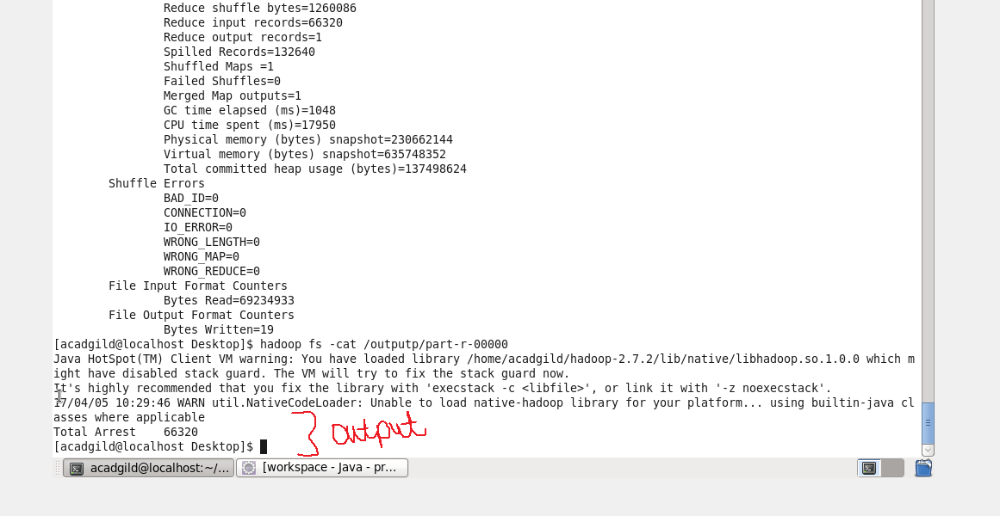 Reduce shuffle bytes=1260086
Reduce input records=66320
Reduce output records=1
Spilled Records=132640
Shuffled Maps =1
Failed Shuffles=0
Merged Map outputs=1
GC time elapsed (ms)=1048
CPU time spent (ms)=17950
Physical memory (bytes) snapshot=230662144
Virtual memory (bytes) snapshot=635748352
Total committed heap usage (bytes)=137498624
Shuffle Errors
BAD_ID=0
CONNECTION=0
IO_ERROR=0
WRONG_LENGTH=0
WRONG_MAP=0
WRONG_REDUCE=0
File Input Format Counters
Bytes Read=69234933
File Output Format Counters
Bytes Written=19
[acadgild@localhost Desktop]$ hadoop fs -cat /outputp/part-r-00000
Java HotSpot(TM) Client VM warning: You have loaded library /home/acadgild/hadoop-2.7.2/lib/native/libhadoop.so.1.0.0 which m
ight have disabled stack guard. The VM will try to fix the stack guard now.
It's highly recommended that you fix the library with 'execstack -c <libfile>', or link it with '-z noexecstack'.
17/04/05 10:29:46 WARN util.NativeCodeLoader: Unable to load native-hadoop library for your platform... using builtin-java cl
asses where applicable
Total Arrest 66320
output
[acadgild@localhost Desktop]$
acadgild@localhost:~/...
[workspace - Java - pr...